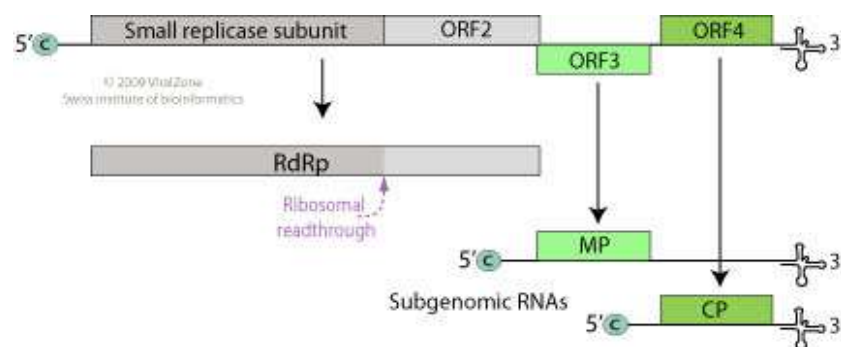 Small replicase subunit ORF2 ORF4
5' C 3
ORF3
© 2009 ViralZone
Swiss institute of bioinformatics
RdRp
Ribosomal
readthrough
MP
5' C 3
Subgenomic RNAs
CP
5' C 3